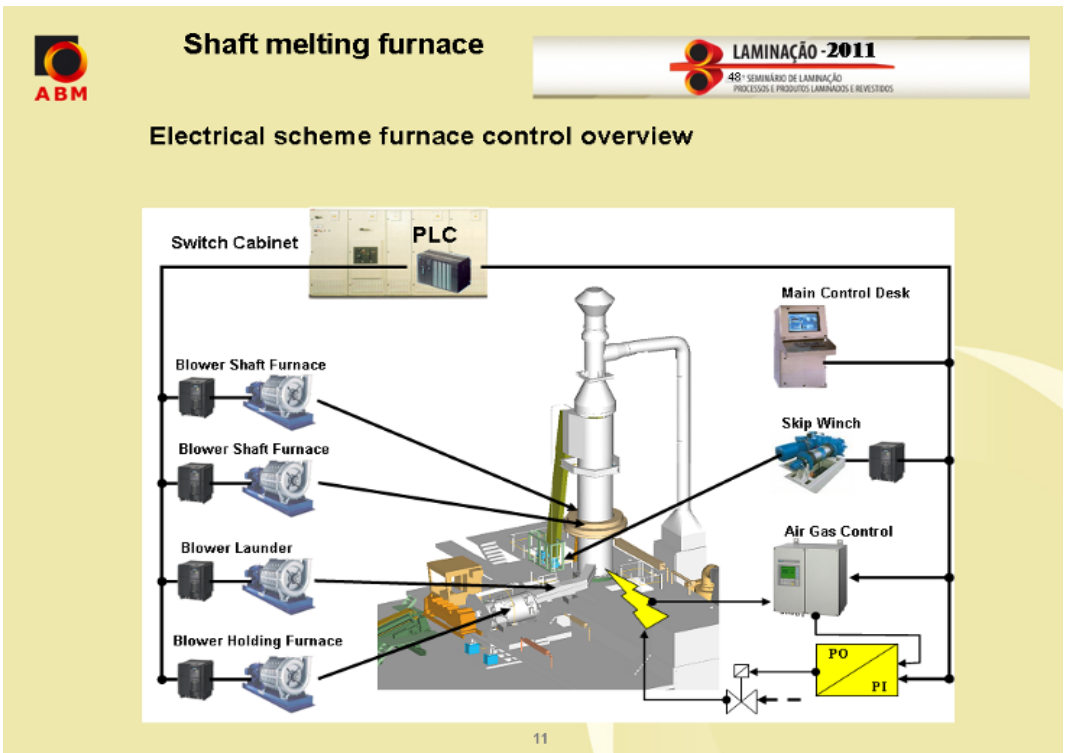 Shaft melting furnace
ABM
LAMINAÇÃO -2011
48º SEMINÁRIO DE LAMINAÇÃO
PROCESSOS E PRODUTOS LAMINADOS E REVESTIDOS
Electrical scheme furnace control overview
Switch Cabinet
PLC
Main Control Desk
Blower Shaft Furnace
Skip Winch
Blower Shaft Furnace
Air Gas Control
Blower Launder
Blower Holding Furnace
PO
PI
11